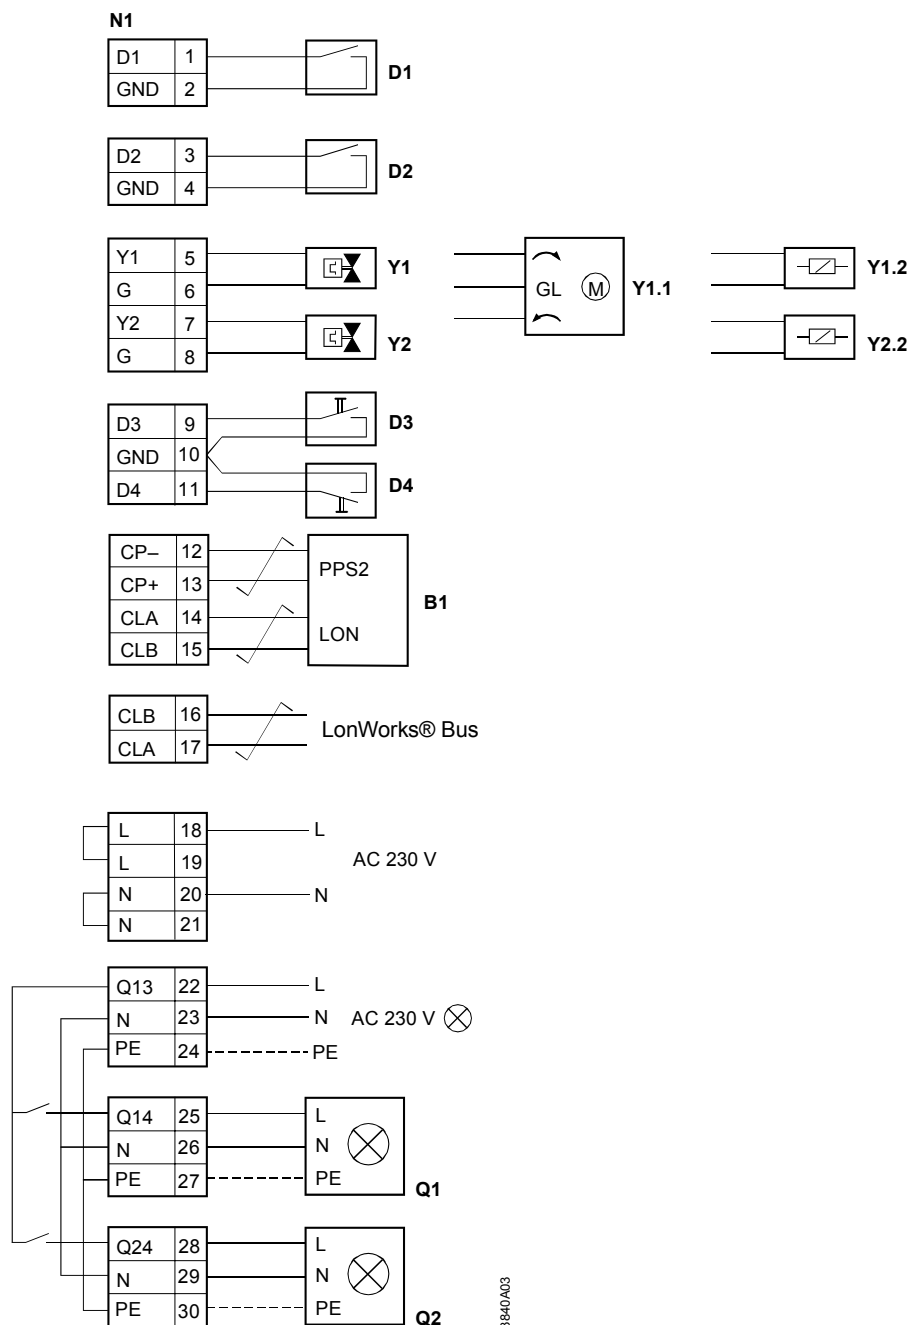 N1
D1 1
GND 2
D1
D2 3
GND 4
D2
Y1 5
G 6
Y2 7
G 8
Y1
Y2
GL M Y1.1
Y1.2
Y2.2
D3 9
GND 10
D4 11
D3
D4
CP– 12
CP+ 13
CLA 14
CLB 15
PPS2
LON
B1
CLB 16
CLA 17
LonWorks® Bus
L 18 L
L 19
N 20 N
N 21
AC 230 V
Q13 22 L
N 23 N AC 230 V
PE 24 PE
Q14 25 L
N 26 N
PE 27 PE
Q1
Q24 28 L
N 29 N
PE 30 PE
Q2